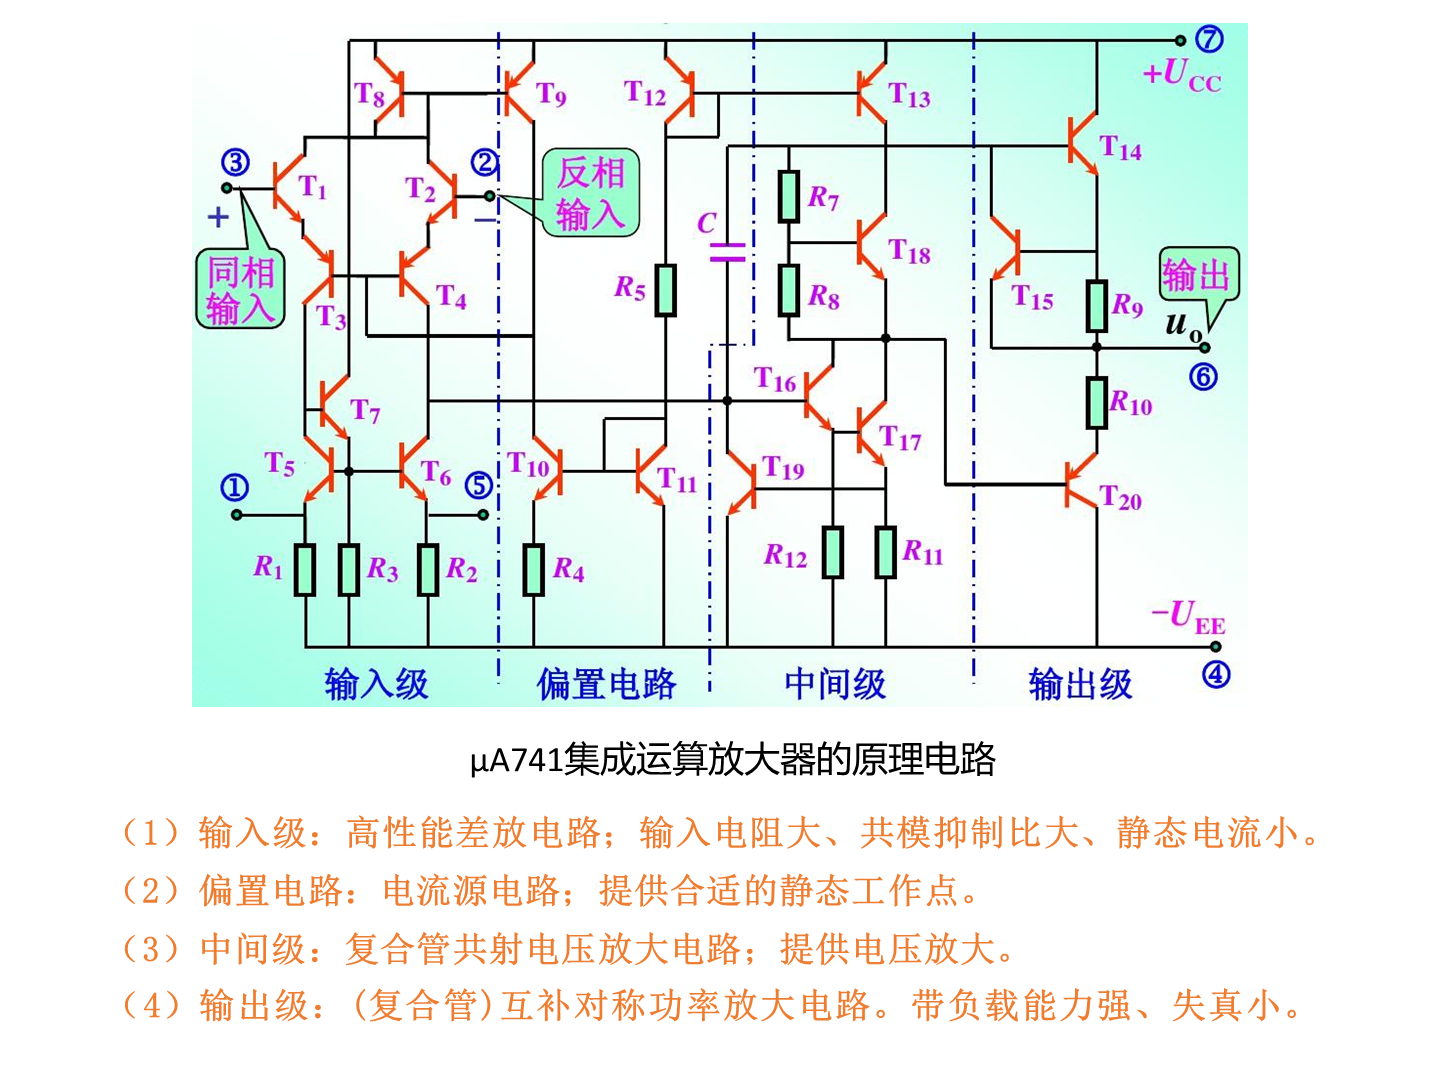 ⑦
+UCC
T8
T9
T12
T13
T14
③
②
反相
输入
T1
T2
+
−
R7
C
T18
同相
输入
T3
T4
R5
R8
T15
R9
输出
uo
⑥
T16
T7
R10
T17
T5
T6
T10
T11
T19
①
⑤
T20
R1
R3
R2
R4
R12
R11
−UEE
④
输入级
偏置电路
中间级
输出级
μA741集成运算放大器的原理电路
（1）输入级：高性能差放电路；输入电阻大、共模抑制比大、静态电流小。
（2）偏置电路：电流源电路；提供合适的静态工作点。
（3）中间级：复合管共射电压放大电路；提供电压放大。
（4）输出级：(复合管)互补对称功率放大电路。带负载能力强、失真小。